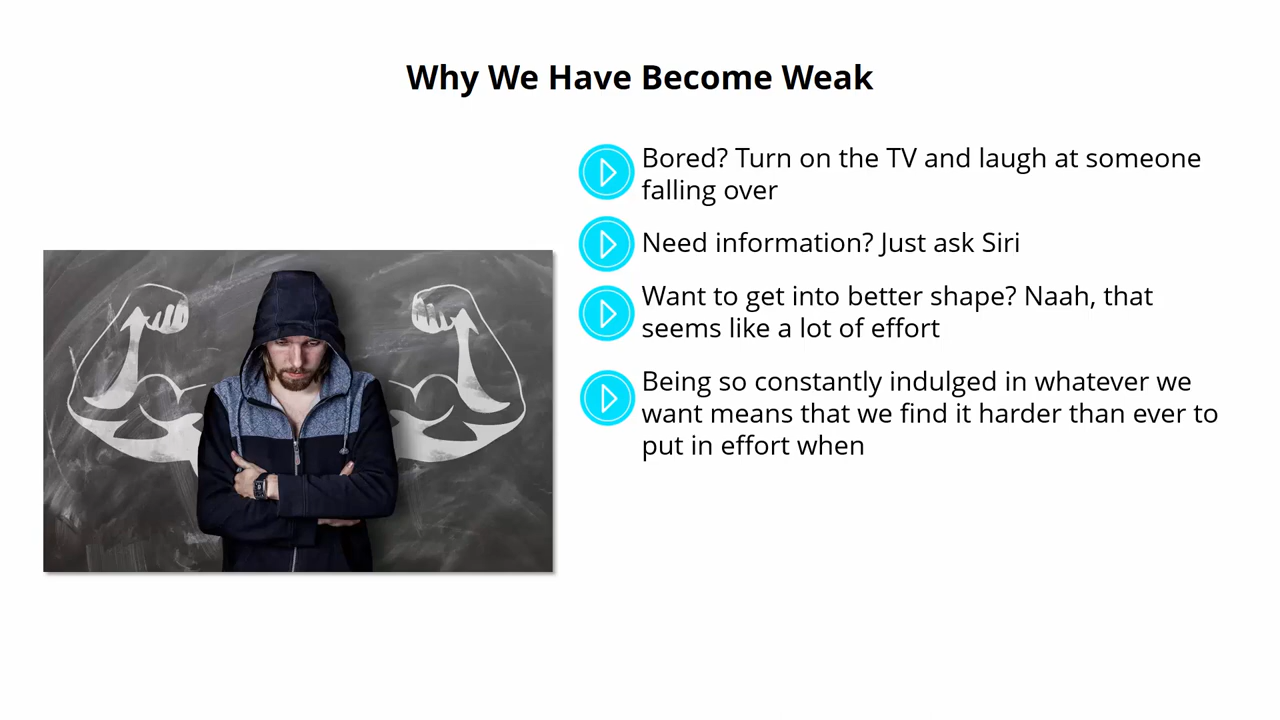 Why We Have Become Weak
Bored? Turn on the TV and laugh at someone
falling over
Need information? Just ask Siri
Want to get into better shape? Naah, that
seems like a lot of effort
Being so constantly indulged in whatever we
want means that we find it harder than ever to
put in effort when